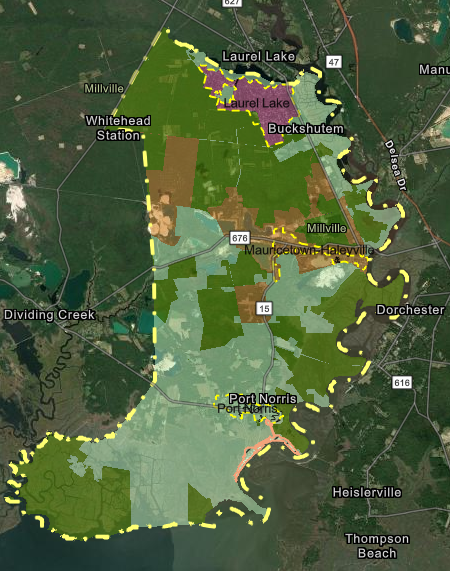 627
Laurel Lake
47
Manu
Millville
Laurel Lake
Whitehead
Station
Buckshutem
Delsea Dr
Millville
676
Mauricetown-Haleyville
15
Dividing Creek
Dorchester
616
Port Norris
Port Norris
Heislerville
Thompson
Beach